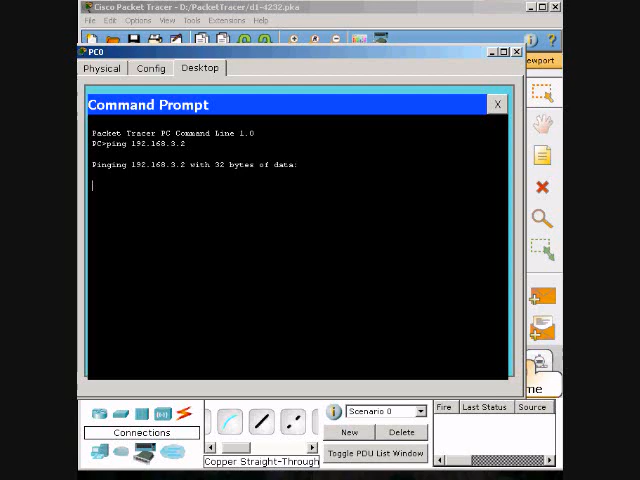 Cisco Packet Tracer - D:/PacketTracer/d1-4232.pka
File Edit Options View Tools Extensions Help
PC0
Physical Config Desktop
Command Prompt
X
Packet Tracer PC Command Line 1.0
PC>ping 192.168.3.2
Pinging 192.168.3.2 with 32 bytes of data:
Connections
Copper Straight-Through
Scenario 0
New Delete
Toggle PDU List Window
Fire Last Status Source